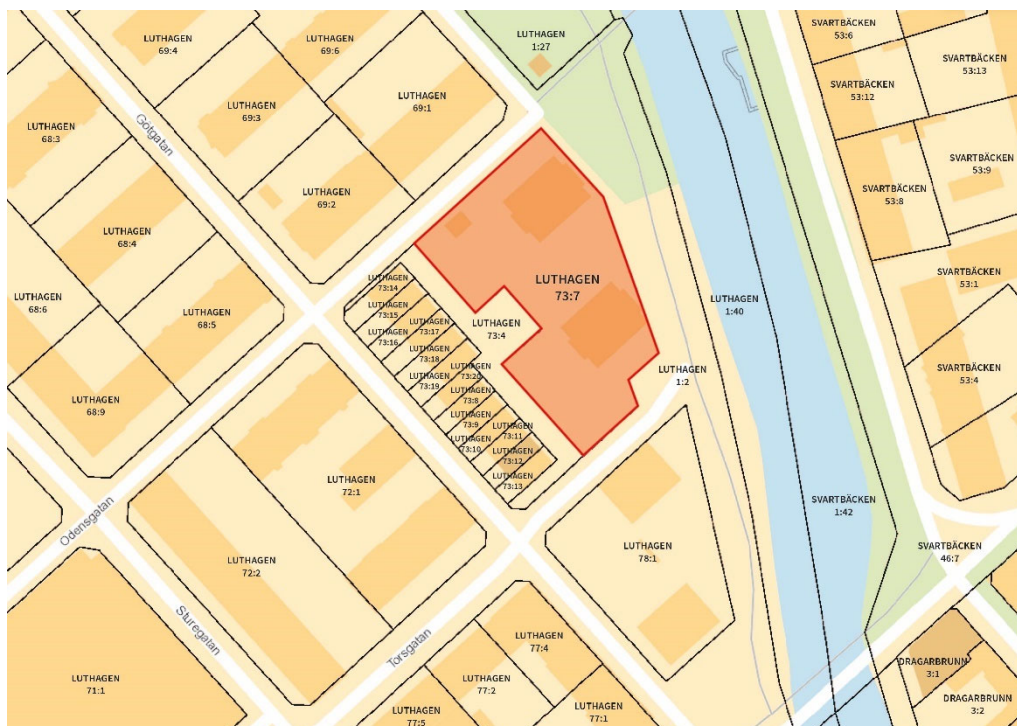 LUTHAGEN
69:4
LUTHAGEN
69:6
LUTHAGEN
1:27
SVARTBÄCKEN
53:6
SVARTBÄCKEN
53:13
SVARTBÄCKEN
53:12
LUTHAGEN
69:1
LUTHAGEN
69:3
LUTHAGEN
68:3
Götgatan
SVARTBÄCKEN
53:9
LUTHAGEN
69:2
SVARTBÄCKEN
53:8
LUTHAGEN
68:4
LUTHAGEN
73:7
SVARTBÄCKEN
53:1
LUTHAGEN
73:14
LUTHAGEN
73:15
LUTHAGEN
73:16
LUTHAGEN
73:17
LUTHAGEN
73:18
LUTHAGEN
73:19
LUTHAGEN
73:4
LUTHAGEN
1:40
LUTHAGEN
68:6
LUTHAGEN
68:5
LUTHAGEN
73:20
LUTHAGEN
73:8
LUTHAGEN
73:9
LUTHAGEN
73:10
LUTHAGEN
73:11
LUTHAGEN
73:12
LUTHAGEN
73:13
LUTHAGEN
1:2
SVARTBÄCKEN
53:4
LUTHAGEN
68:9
LUTHAGEN
72:1
SVARTBÄCKEN
1:42
Odensgatan
LUTHAGEN
72:2
LUTHAGEN
78:1
SVARTBÄCKEN
46:7
Sturegatan
Torsgatan
LUTHAGEN
77:4
LUTHAGEN
71:1
LUTHAGEN
77:2
LUTHAGEN
77:5
LUTHAGEN
77:1
DRAGARBRUNN
3:1
DRAGARBRUNN
3:2